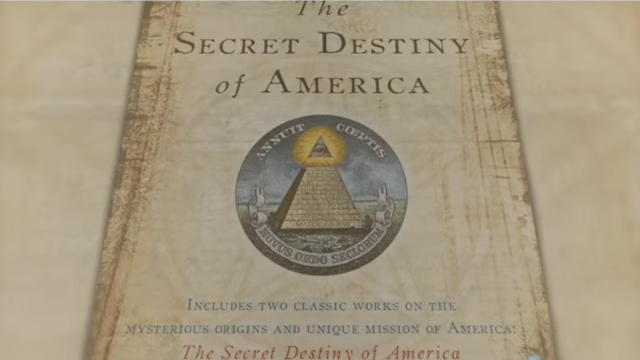 The
SECRET DESTINY
of AMERICA
ANNUIT CŒPTIS
NOVUS ORDO SECLORUM
INCLUDES TWO CLASSIC WORKS ON THE
MYSTERIOUS ORIGINS AND UNIQUE MISSION OF AMERICA:
The Secret Destiny of America